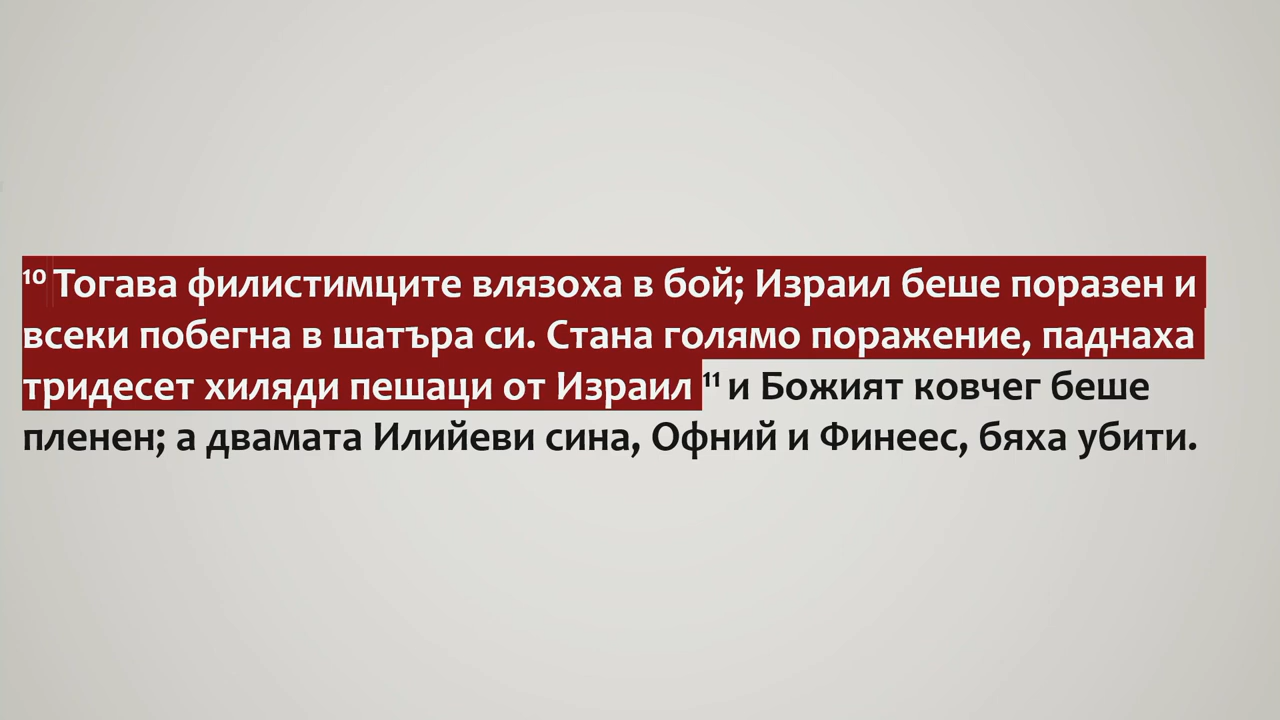 ¹⁰ Тогава филистимците влязоха в бой; Израил беше поразен и
всеки побегна в шатъра си. Стана голямо поражение, паднаха
тридесет хиляди пешаци от Израил ¹¹ и Божият ковчег беше
пленен; а двамата Илийеви сина, Офний и Финеес, бяха убити.